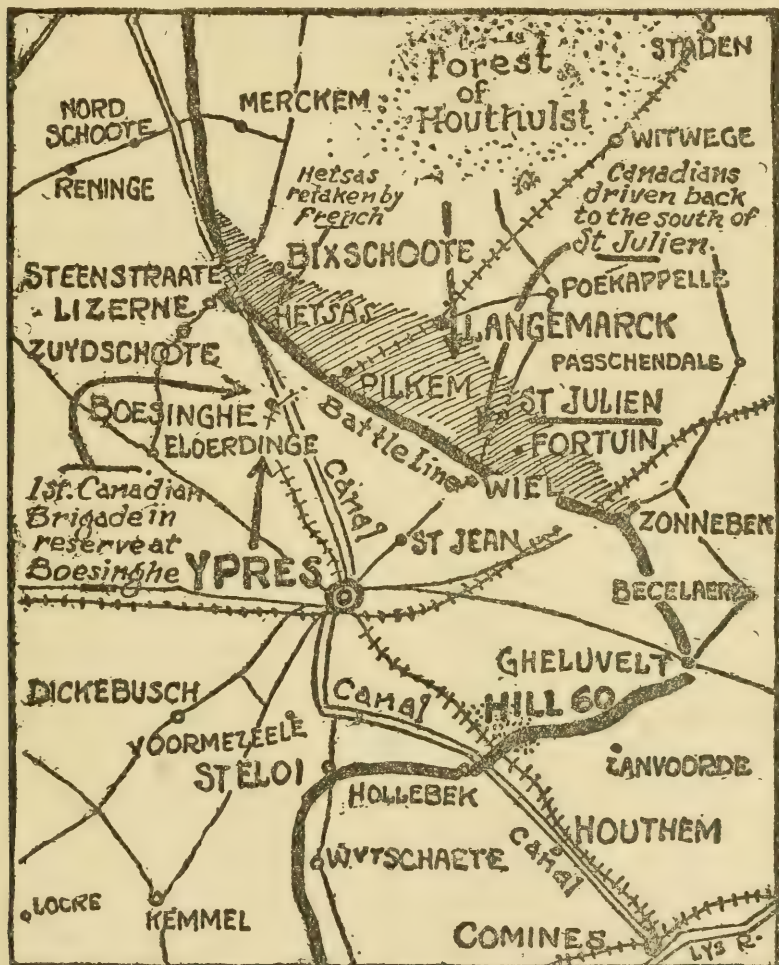 STADEN
Forest
of
Houthulst
NORD
SCHOOTE
MERCKEM
WITWEGE
RENINGE
Hetsas
retaken by
French
Canadians
driven back
to the south of
St Julien.
BIXSCHOOTE
STEENSTRAATE
LIZERNE
HETSAS
POEKAPPELLE
LANGEMARCK
ZUYDSCHOOTE
PASSCHENDALE
PILKEM
BOESINGHE
ST JULIEN
Battle line
ELOERDINGE
FORTUIN
Canal
WIEL
1st. Canadian
Brigade in
reserve at
Boesinghe
ZONNEBEK
ST JEAN
YPRES
BECELAER
GHELUVELT
DICKEBUSCH
Canal
HILL 60
VOORMEZEELE
ST ELOI
ZANVOORDE
HOLLEBEK
HOUTHEM
WYTSCHAETE
Canal
LOCRE
KEMMEL
COMINES
LYS R.